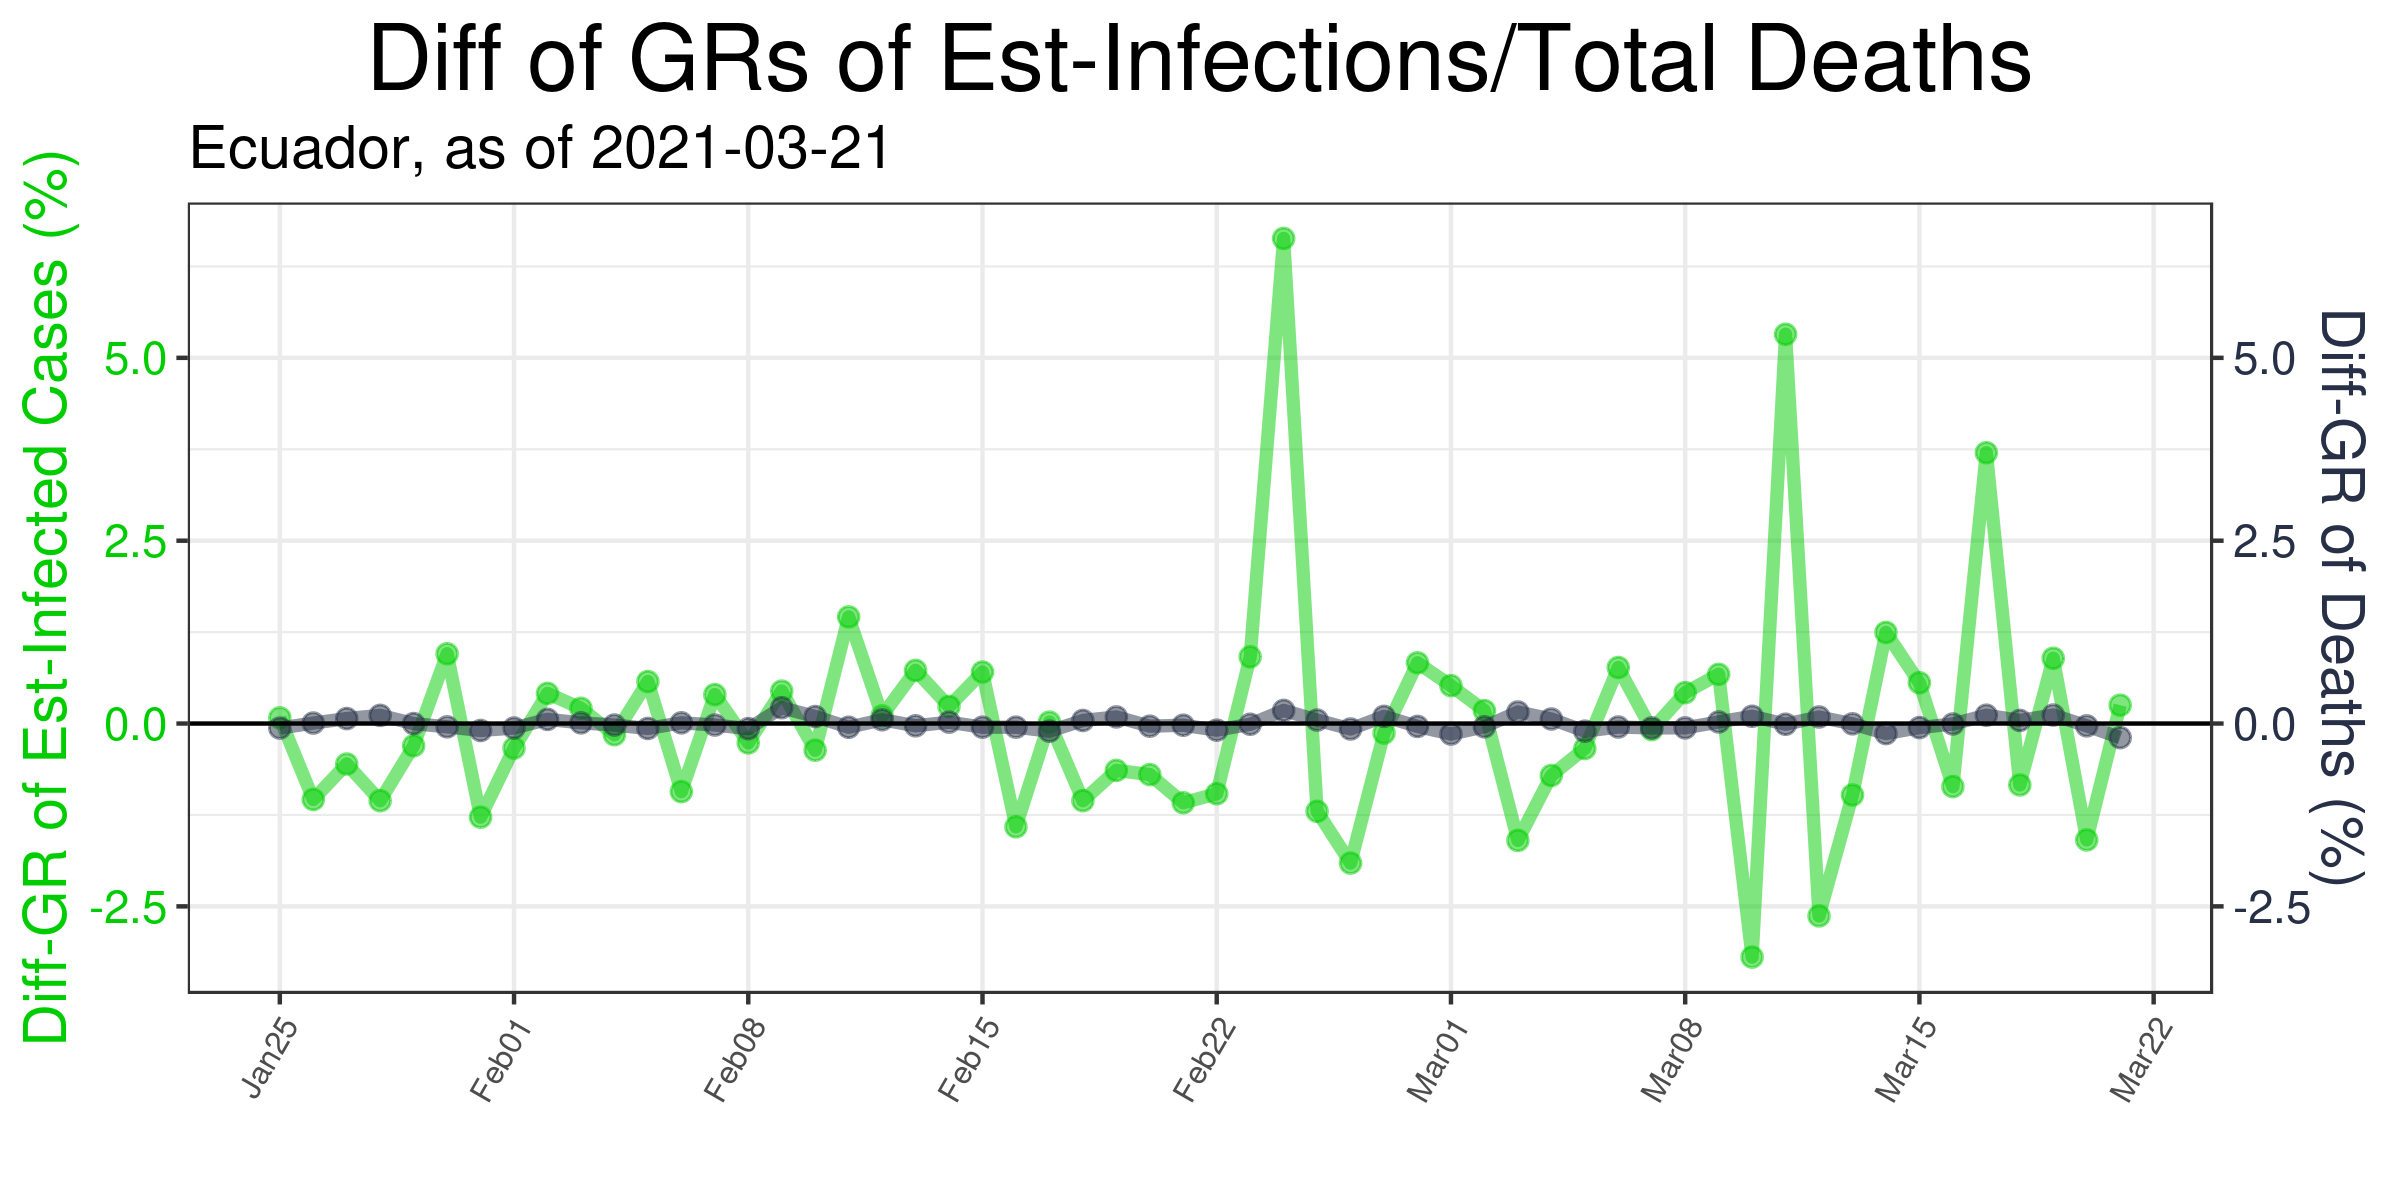 Diff of GRs of Est-Infections/Total Deaths
Ecuador, as of 2021-03-21
Diff-GR of Est-Infected Cases (%)
5.0
2.5
0.0
-2.5
5.0
2.5
0.0
-2.5
Diff-GR of Deaths (%)
Jan25
Feb01
Feb08
Feb15
Feb22
Mar01
Mar08
Mar15
Mar22